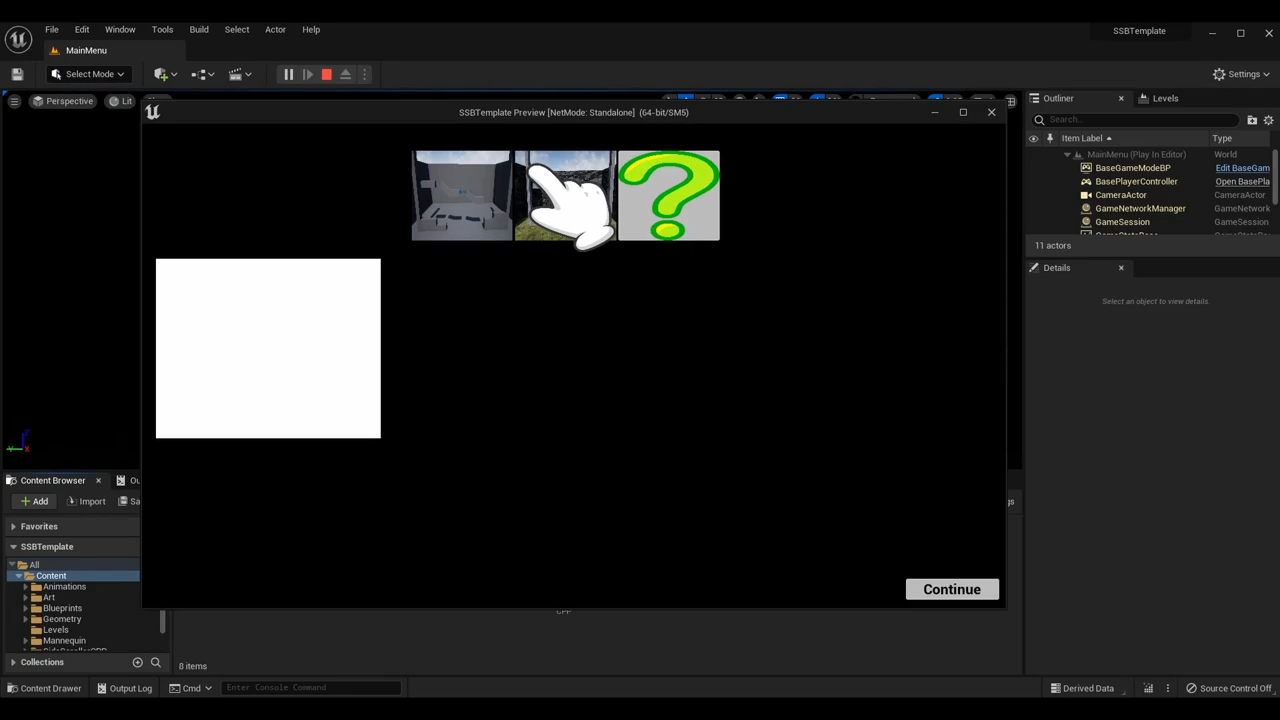 File Edit Window Tools Build Select Actor Help
SSBTemplate
MainMenu
Select Mode
Settings
Perspective
Lit
SSBTemplate Preview [NetMode: Standalone] (64-bit/SM5)
Outliner
Levels
Search...
Item Label
Type
MainMenu (Play In Editor)
World
BaseGameModeBP
Edit BaseGam
BasePlayerController
Open BasePla
CameraActor
CameraActor
GameNetworkManager
GameNetwork
GameSession
GameSession
11 actors
Details
Select an object to view details.
?
Continue
Content Browser
Ou
Add
Import
Sa
gs
Favorites
SSBTemplate
All
Content
Animations
Art
Blueprints
Geometry
Levels
Mannequin
Collections
8 items
Content Drawer
Output Log
Cmd
Enter Console Command
Derived Data
Source Control Off